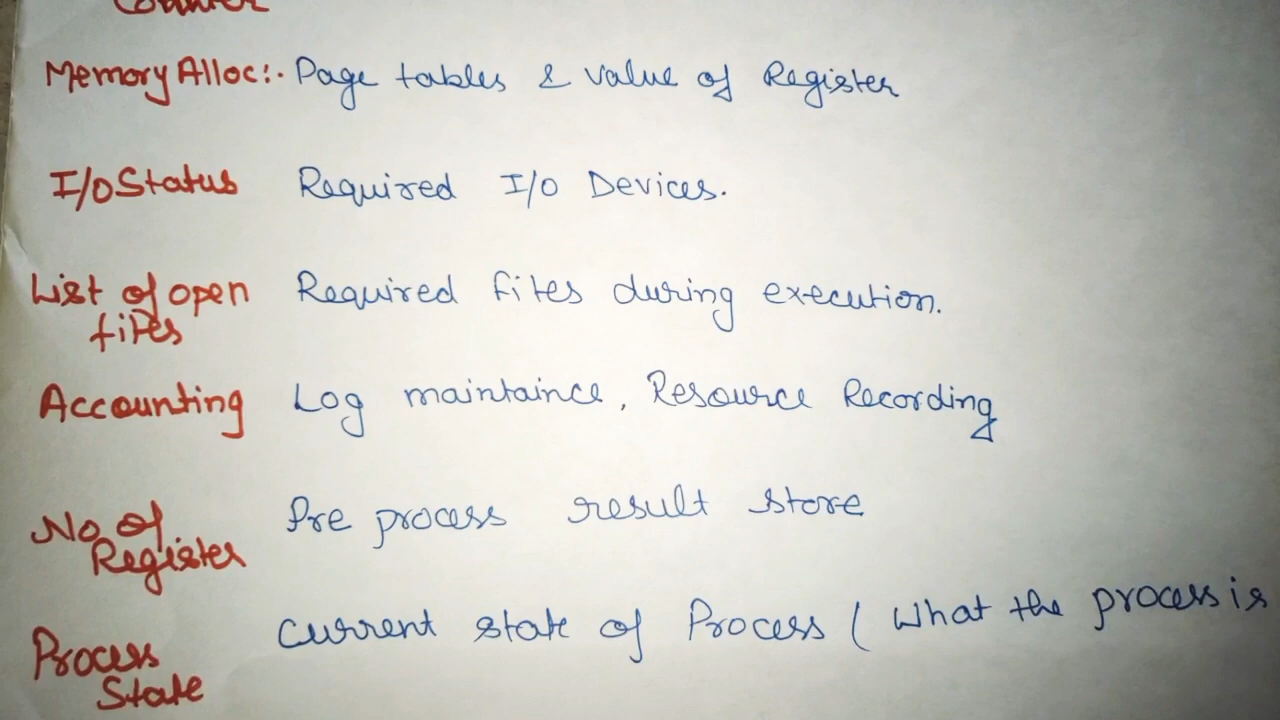 Counter
Memory Alloc:. Page tables & value of Register
I/O Status Required I/O Devices.
List of open Required files during execution.
files
Accounting Log maintaince, Resource Recording
No of Pre process result store
Register
Process Current state of Process ( What the process is
State